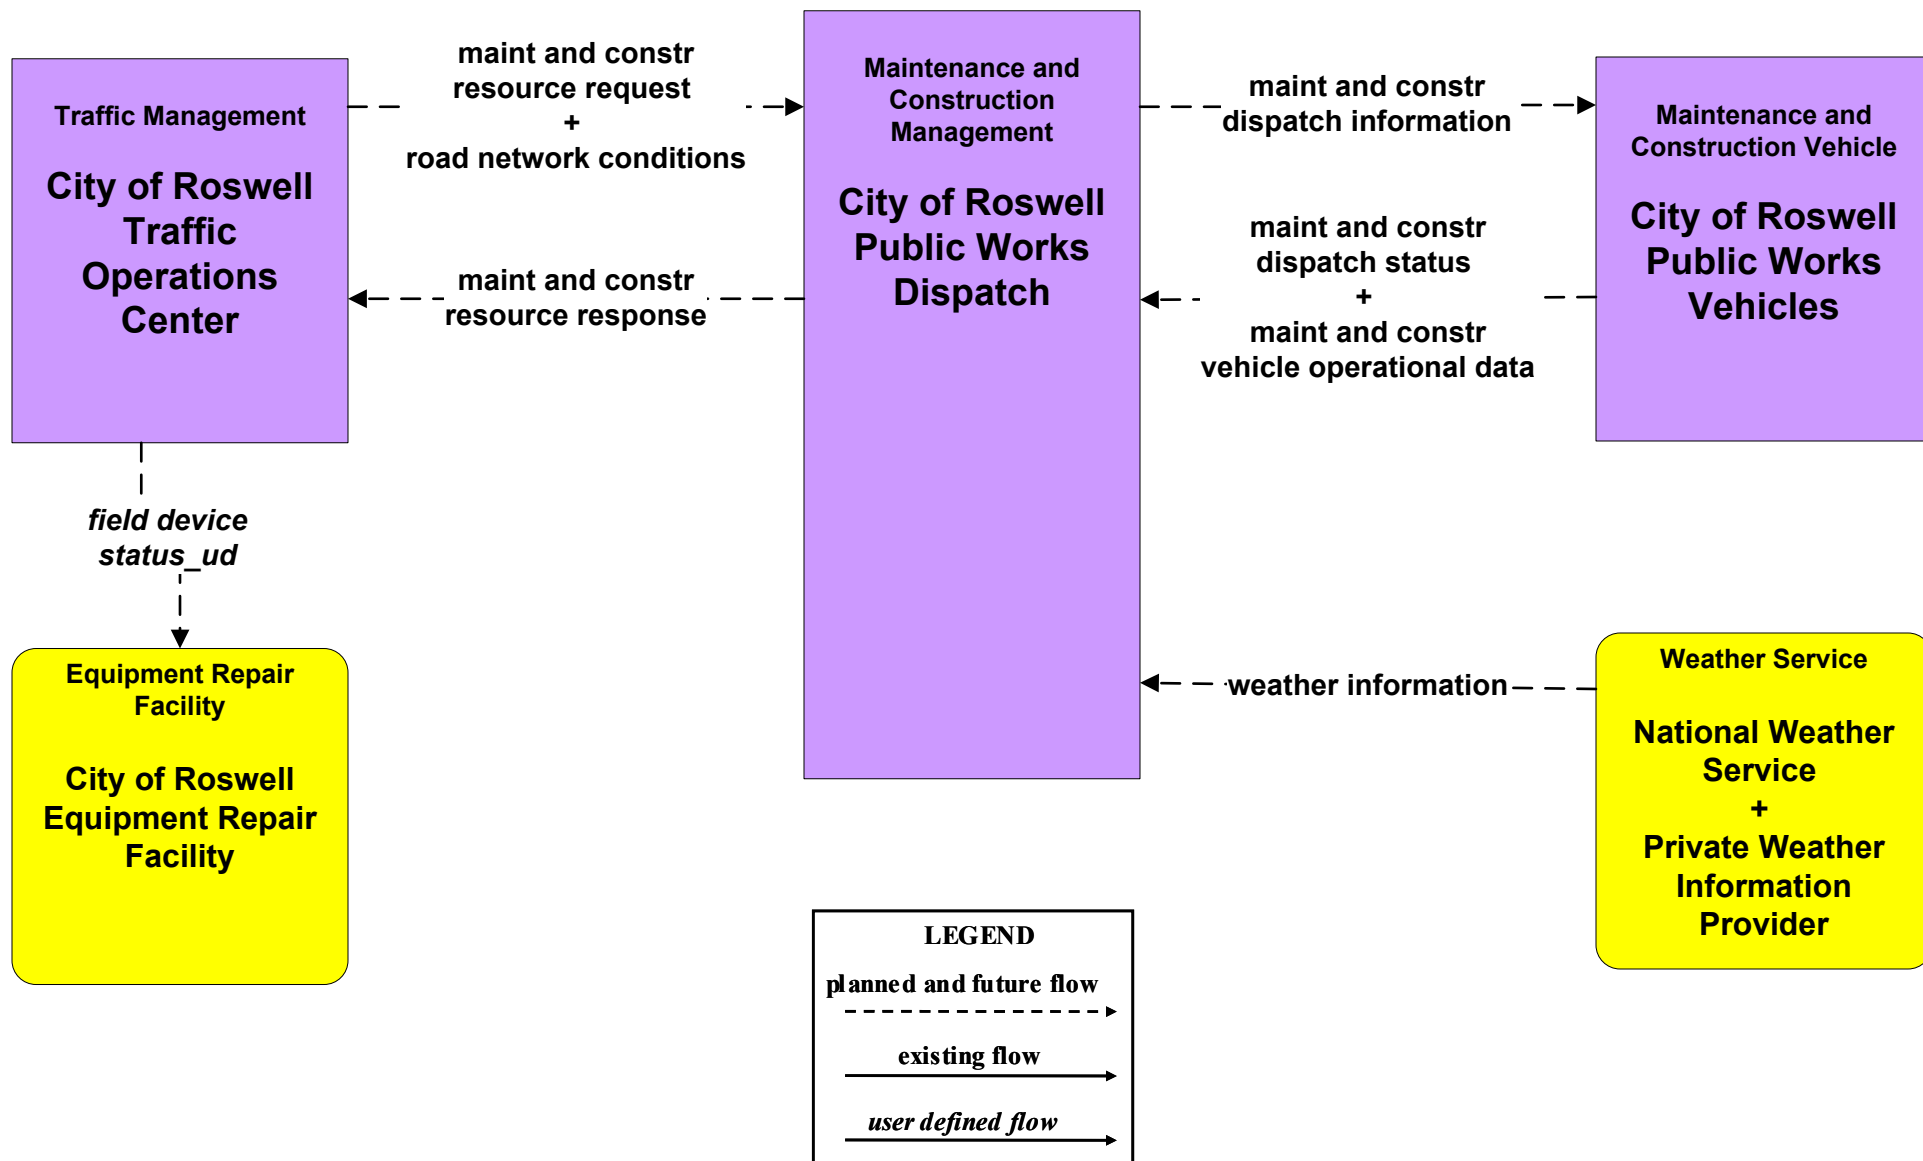 Traffic Management
City of Roswell
Traffic
Operations
Center
maint and constr
resource request
+
road network conditions
maint and constr
resource response
Maintenance and
Construction
Management
City of Roswell
Public Works
Dispatch
maint and constr
dispatch information
maint and constr
dispatch status
+
maint and constr
vehicle operational data
Maintenance and
Construction Vehicle
City of Roswell
Public Works
Vehicles
field device
status_ud
Equipment Repair
Facility
City of Roswell
Equipment Repair
Facility
weather information
Weather Service
National Weather
Service
+
Private Weather
Information
Provider
LEGEND
planned and future flow
existing flow
user defined flow